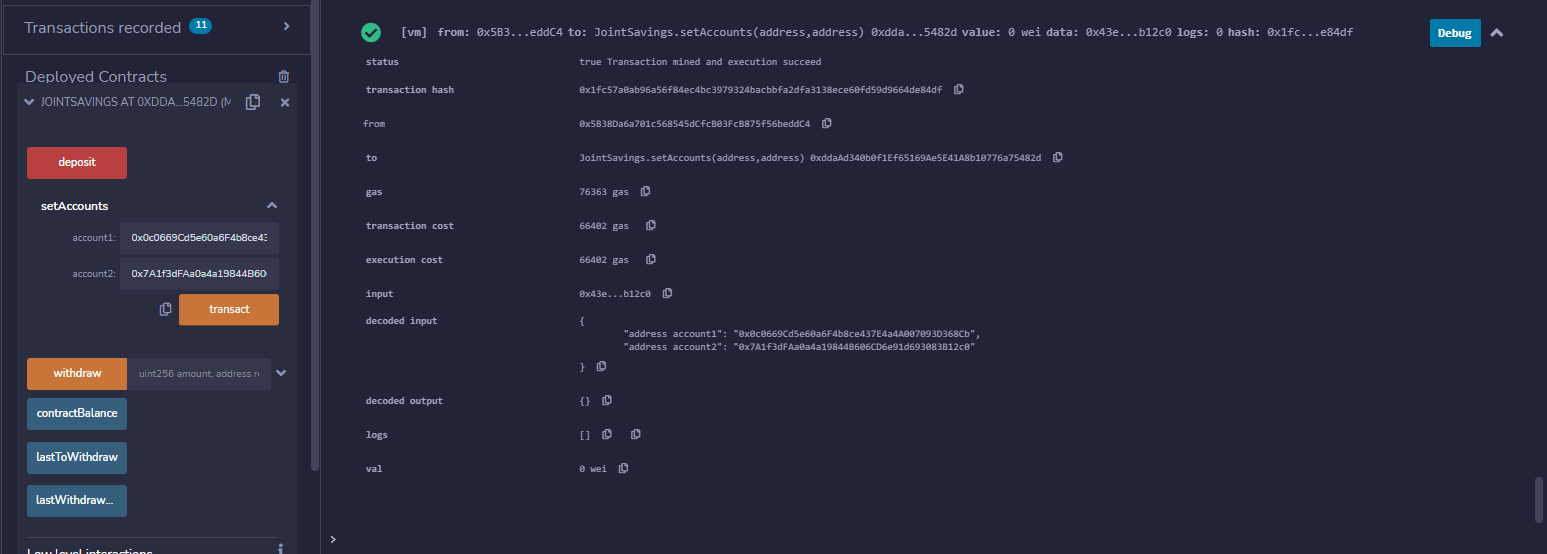 Transactions recorded 11
Deployed Contracts
JOINTSAVINGS AT 0XDDA...5482D (M
deposit
setAccounts
account1: 0x0c0669Cd5e60a6F4b8ce43
account2: 0x7A1f3dFAa0a4a19844B60
transact
withdraw uint256 amount, address r
contractBalance
lastToWithdraw
lastWithdraw...
Low level interactions
[vm] from: 0x5B3...eddC4 to: JointSavings.setAccounts(address,address) 0xdda...5482d value: 0 wei data: 0x43e...b12c0 logs: 0 hash: 0x1fc...e84df
Debug
status true Transaction mined and execution succeed
transaction hash 0x1fc57a0ab96a56f84ec4bc3979324bacbbfa2dfa3138ece60fd59d9664de84df
from 0x5B38Da6a701c568545dCfcB03FcB875f56beddC4
to JointSavings.setAccounts(address,address) 0xddaAd340b0f1Ef65169Ae5E41A8b10776a75482d
gas 76363 gas
transaction cost 66402 gas
execution cost 66402 gas
input 0x43e...b12c0
decoded input {
"address account1": "0x0c0669Cd5e60a6F4b8ce437E4a4A007093D368Cb",
"address account2": "0x7A1f3dFAa0a4a19844B606CD6e91d693083B12c0"
}
decoded output {}
logs []
val 0 wei
>